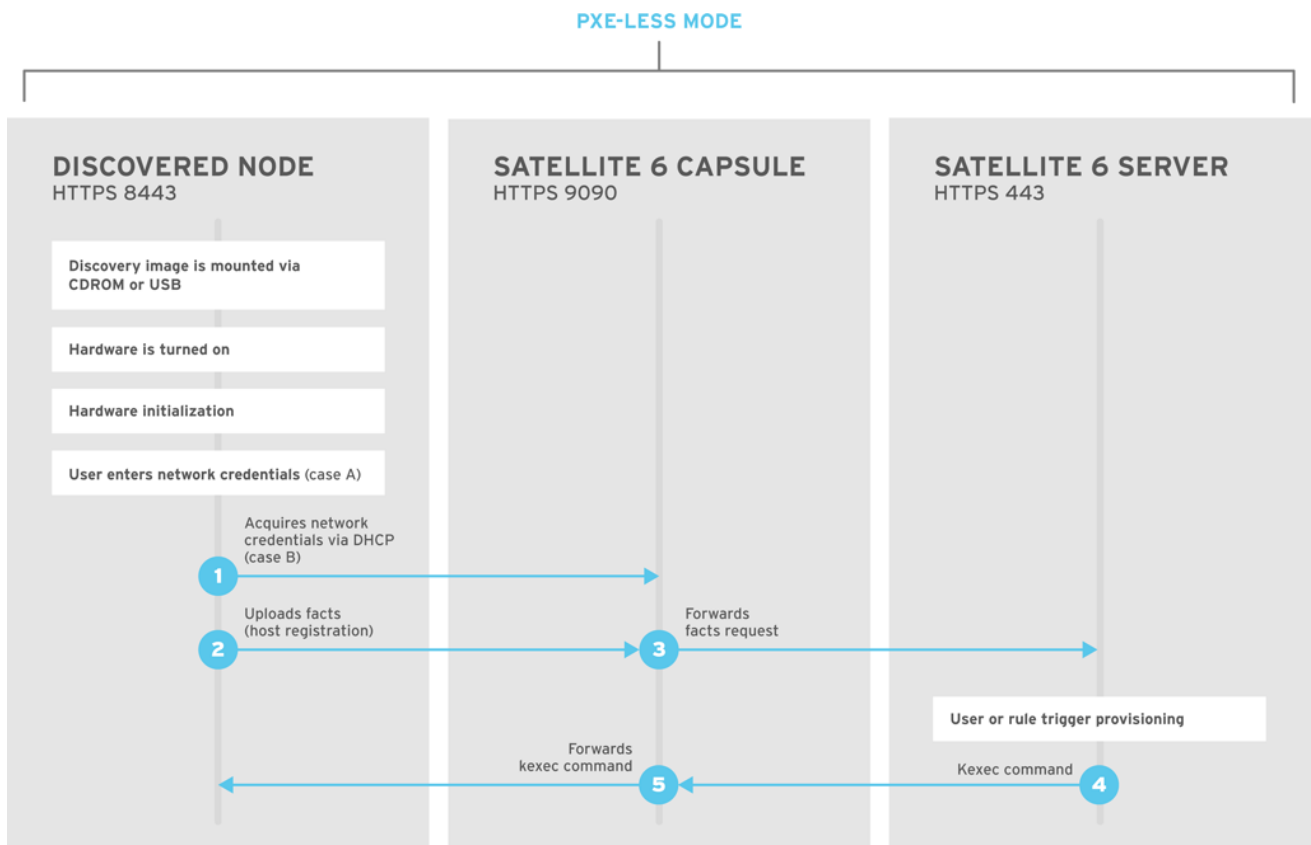 PXE-LESS MODE
DISCOVERED NODE
HTTPS 8443
SATELLITE 6 CAPSULE
HTTPS 9090
SATELLITE 6 SERVER
HTTPS 443
Discovery image is mounted via
CDROM or USB
Hardware is turned on
Hardware initialization
User enters network credentials (case A)
Acquires network
credentials via DHCP
(case B)
1
Uploads facts
(host registration)
2
Forwards
facts request
3
User or rule trigger provisioning
Kexec command
4
Forwards
kexec command
5